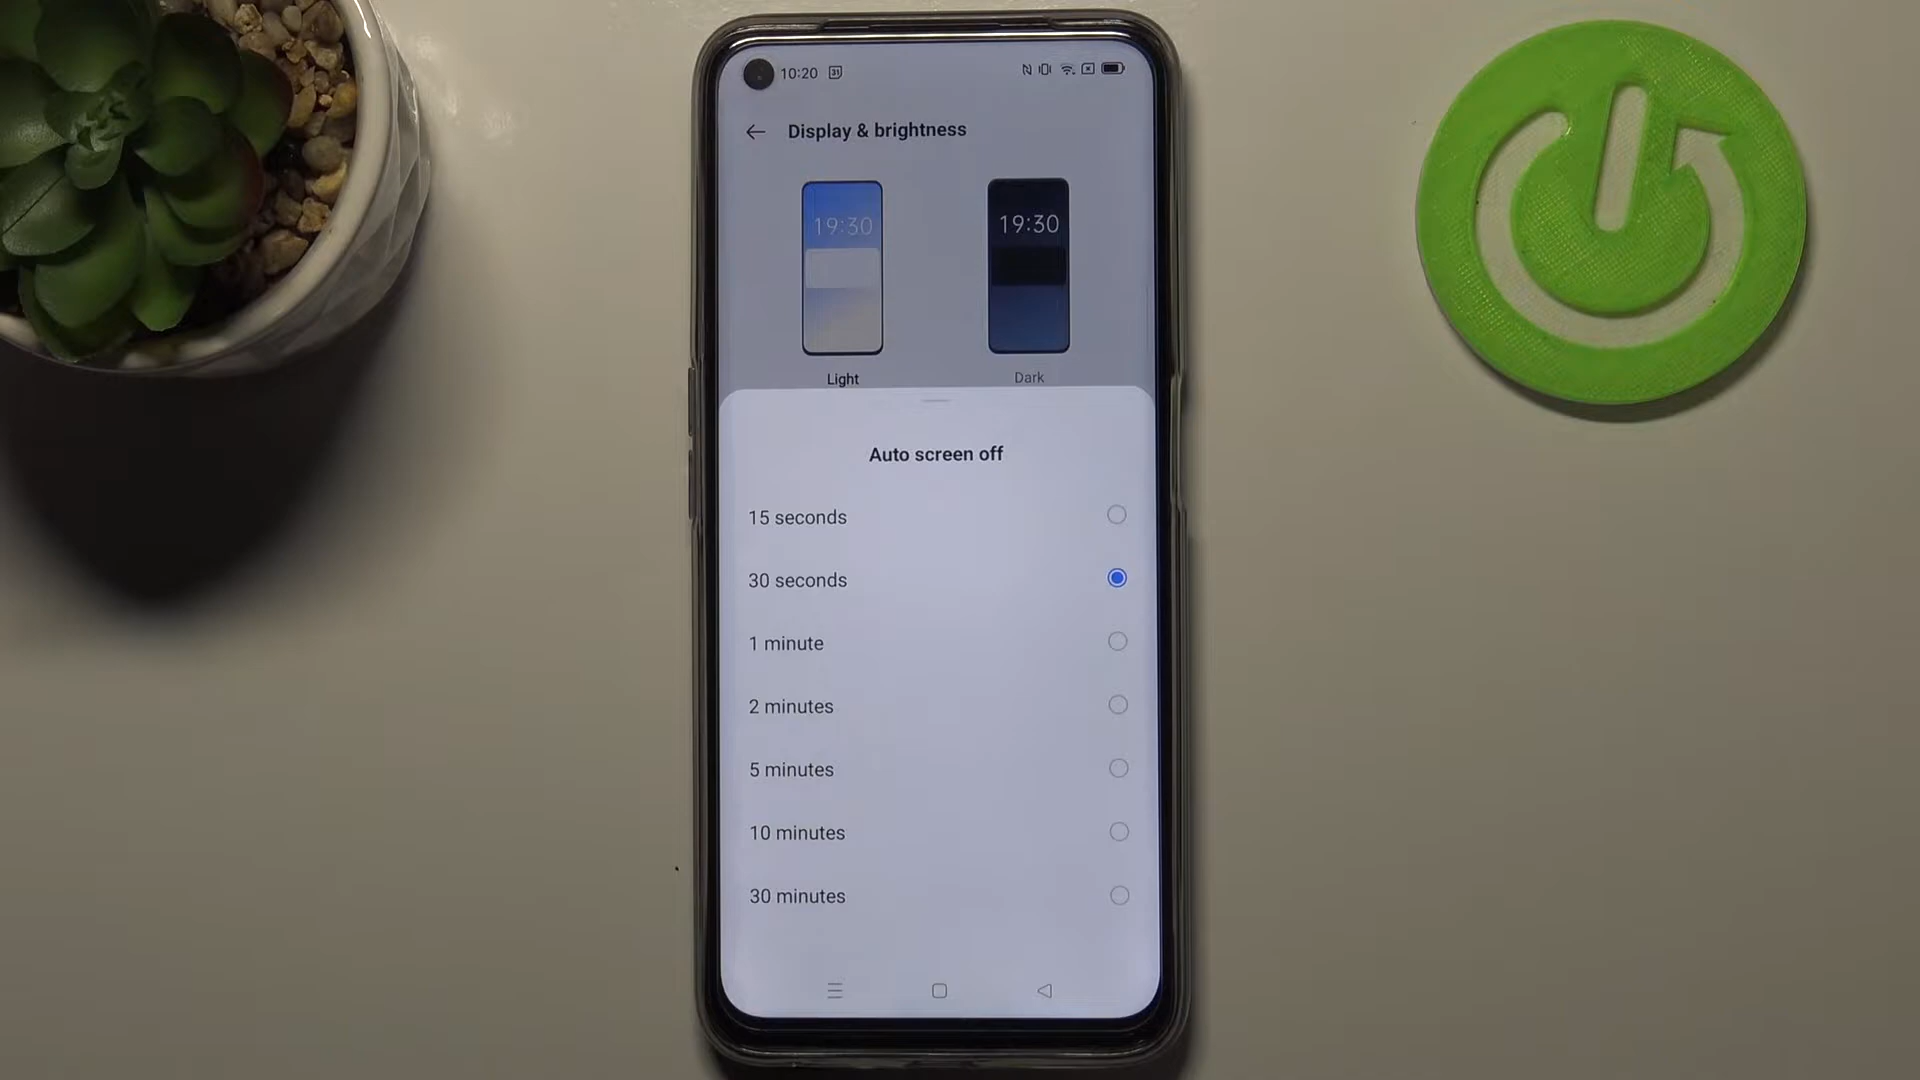 10:20 31
Display & brightness
19:30 19:30
Light Dark
Auto screen off
15 seconds
30 seconds
1 minute
2 minutes
5 minutes
10 minutes
30 minutes